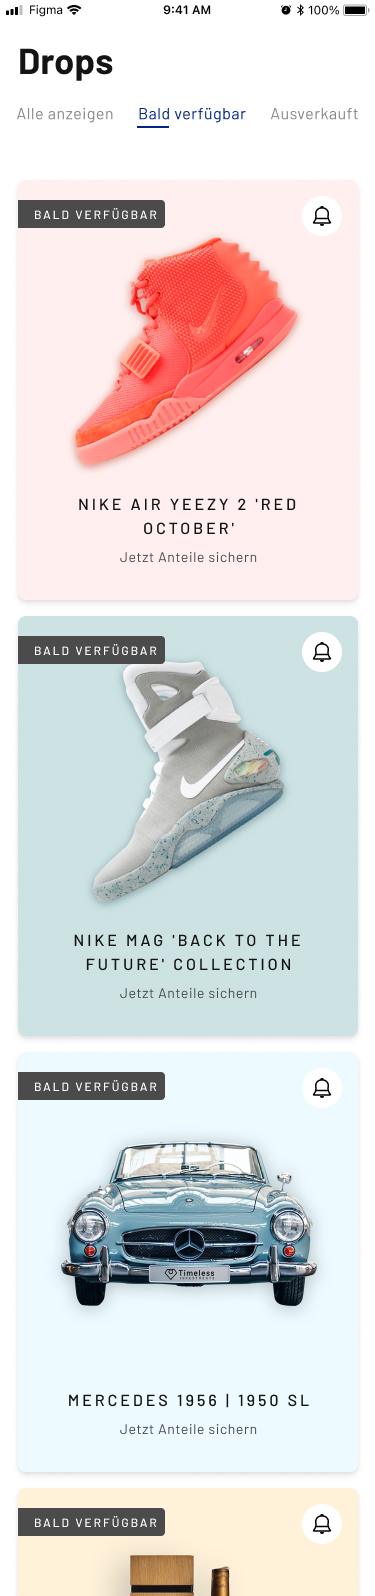 Figma 9:41 AM 100%
Drops
Alle anzeigen Bald verfügbar Ausverkauft
BALD VERFÜGBAR
NIKE AIR YEEZY 2 'RED
OCTOBER'
Jetzt Anteile sichern
BALD VERFÜGBAR
NIKE MAG 'BACK TO THE
FUTURE' COLLECTION
Jetzt Anteile sichern
BALD VERFÜGBAR
Timeless
INVESTMENTS
MERCEDES 1956 | 1950 SL
Jetzt Anteile sichern
BALD VERFÜGBAR